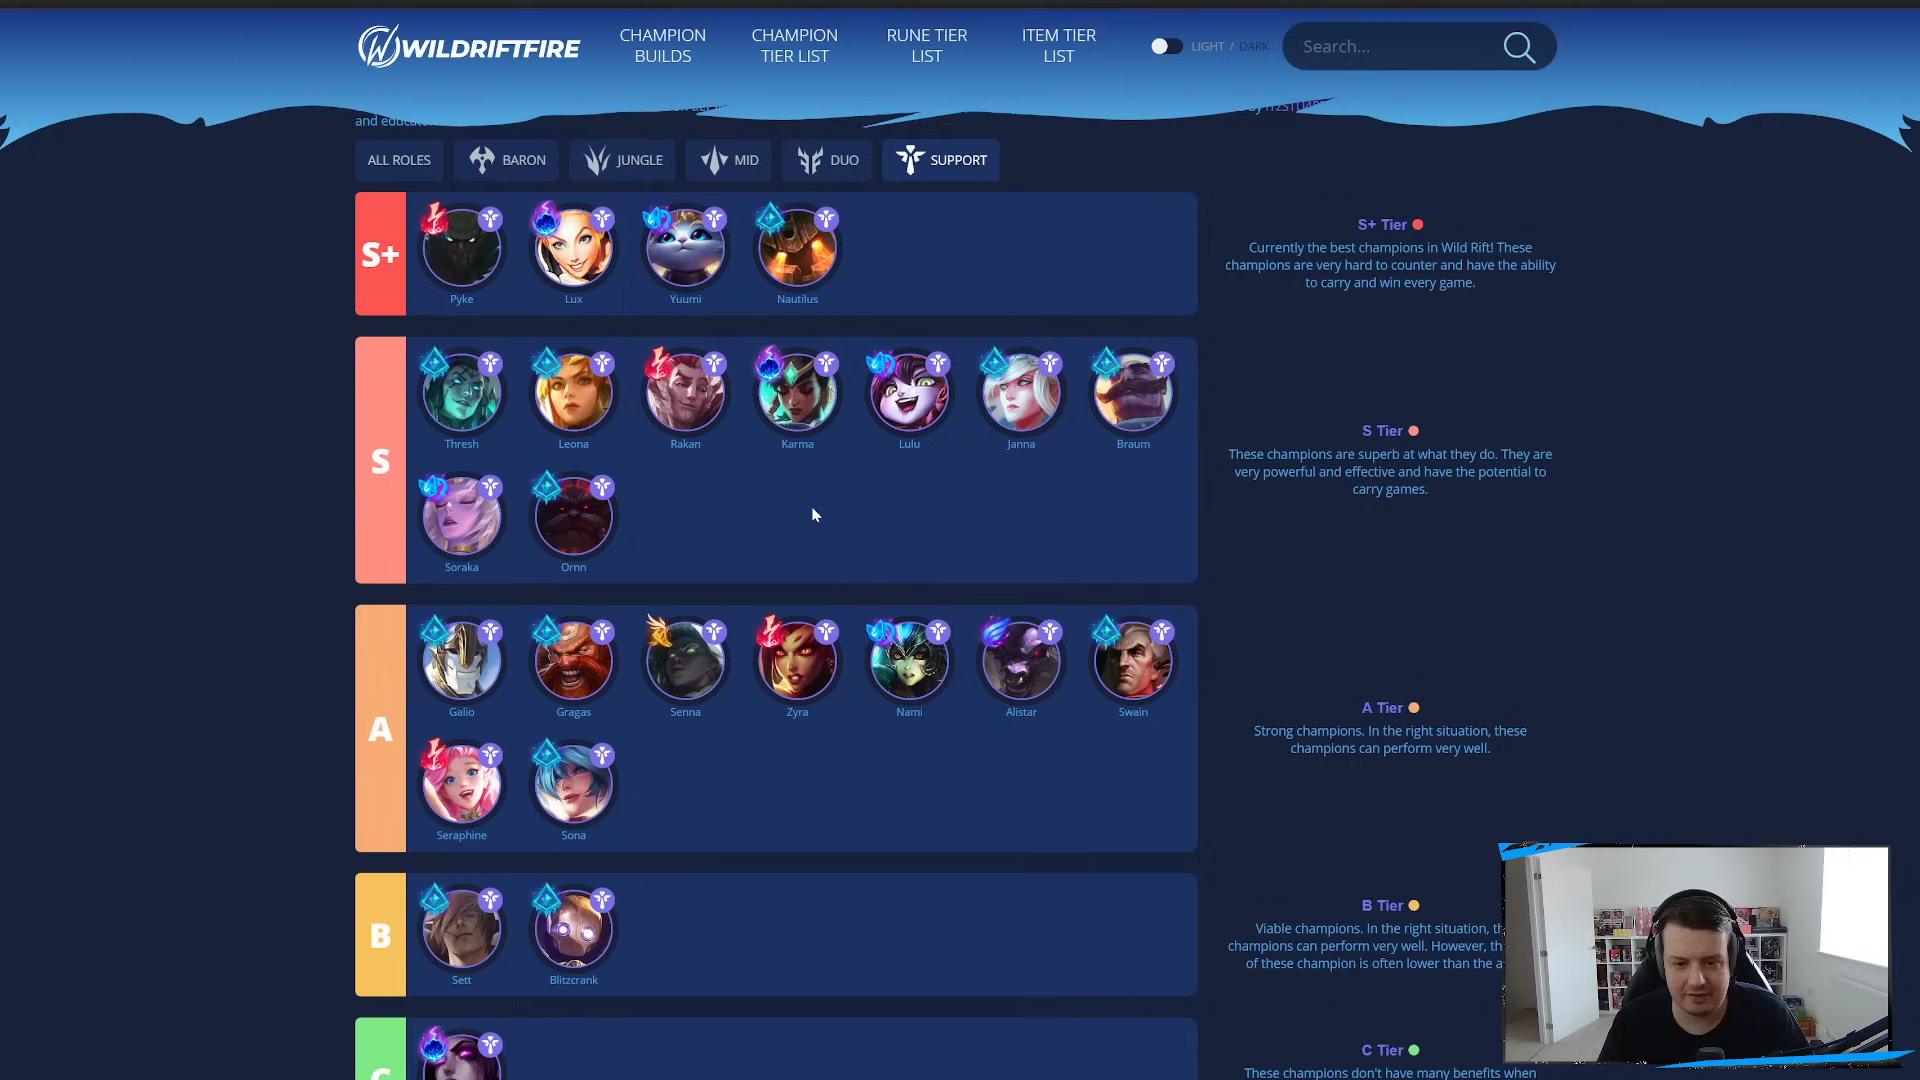 WILDRIFTFIRE
CHAMPION
BUILDS
CHAMPION
TIER LIST
RUNE TIER
LIST
ITEM TIER
LIST
LIGHT / DARK
Search...
ALL ROLES
BARON
JUNGLE
MID
DUO
SUPPORT
S+
Pyke
Lux
Yuumi
Nautilus
S+ Tier
Currently the best champions in Wild Rift! These
champions are very hard to counter and have the ability
to carry and win every game.
S
Thresh
Leona
Rakan
Karma
Lulu
Janna
Braum
Soraka
Ornn
S Tier
These champions are superb at what they do. They are
very powerful and effective and have the potential to
carry games.
A
Galio
Gragas
Senna
Zyra
Nami
Alistar
Swain
Seraphine
Sona
A Tier
Strong champions. In the right situation, these
champions can perform very well.
B
Sett
Blitzcrank
B Tier
Viable champions. In the right situation,
champions can perform very well. However,
of these champion is often lower than the
C
C Tier
These champions don't have many benefits when